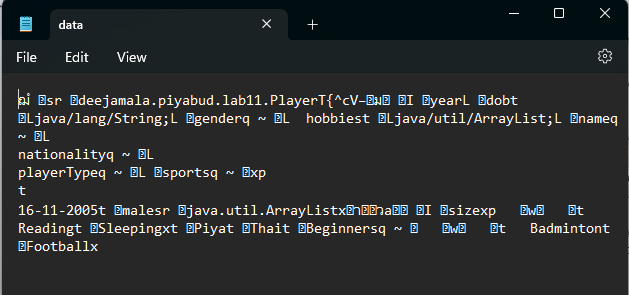 data
File Edit View
ฌํ sr deejamala.piyabud.lab11.PlayerT{^cV– I yearL dobt
Ljava/lang/String;L genderq ~ L hobbiest Ljava/util/ArrayList;L nameq
~ L
nationalityq ~ L
playerTypeq ~ L sportsq ~ xp
t
16-11-2005t malesr java.util.ArrayListx I sizexp w t
Readingt Sleepingxt Piyat Thait Beginnersq ~ w t Badmintont
Footballx